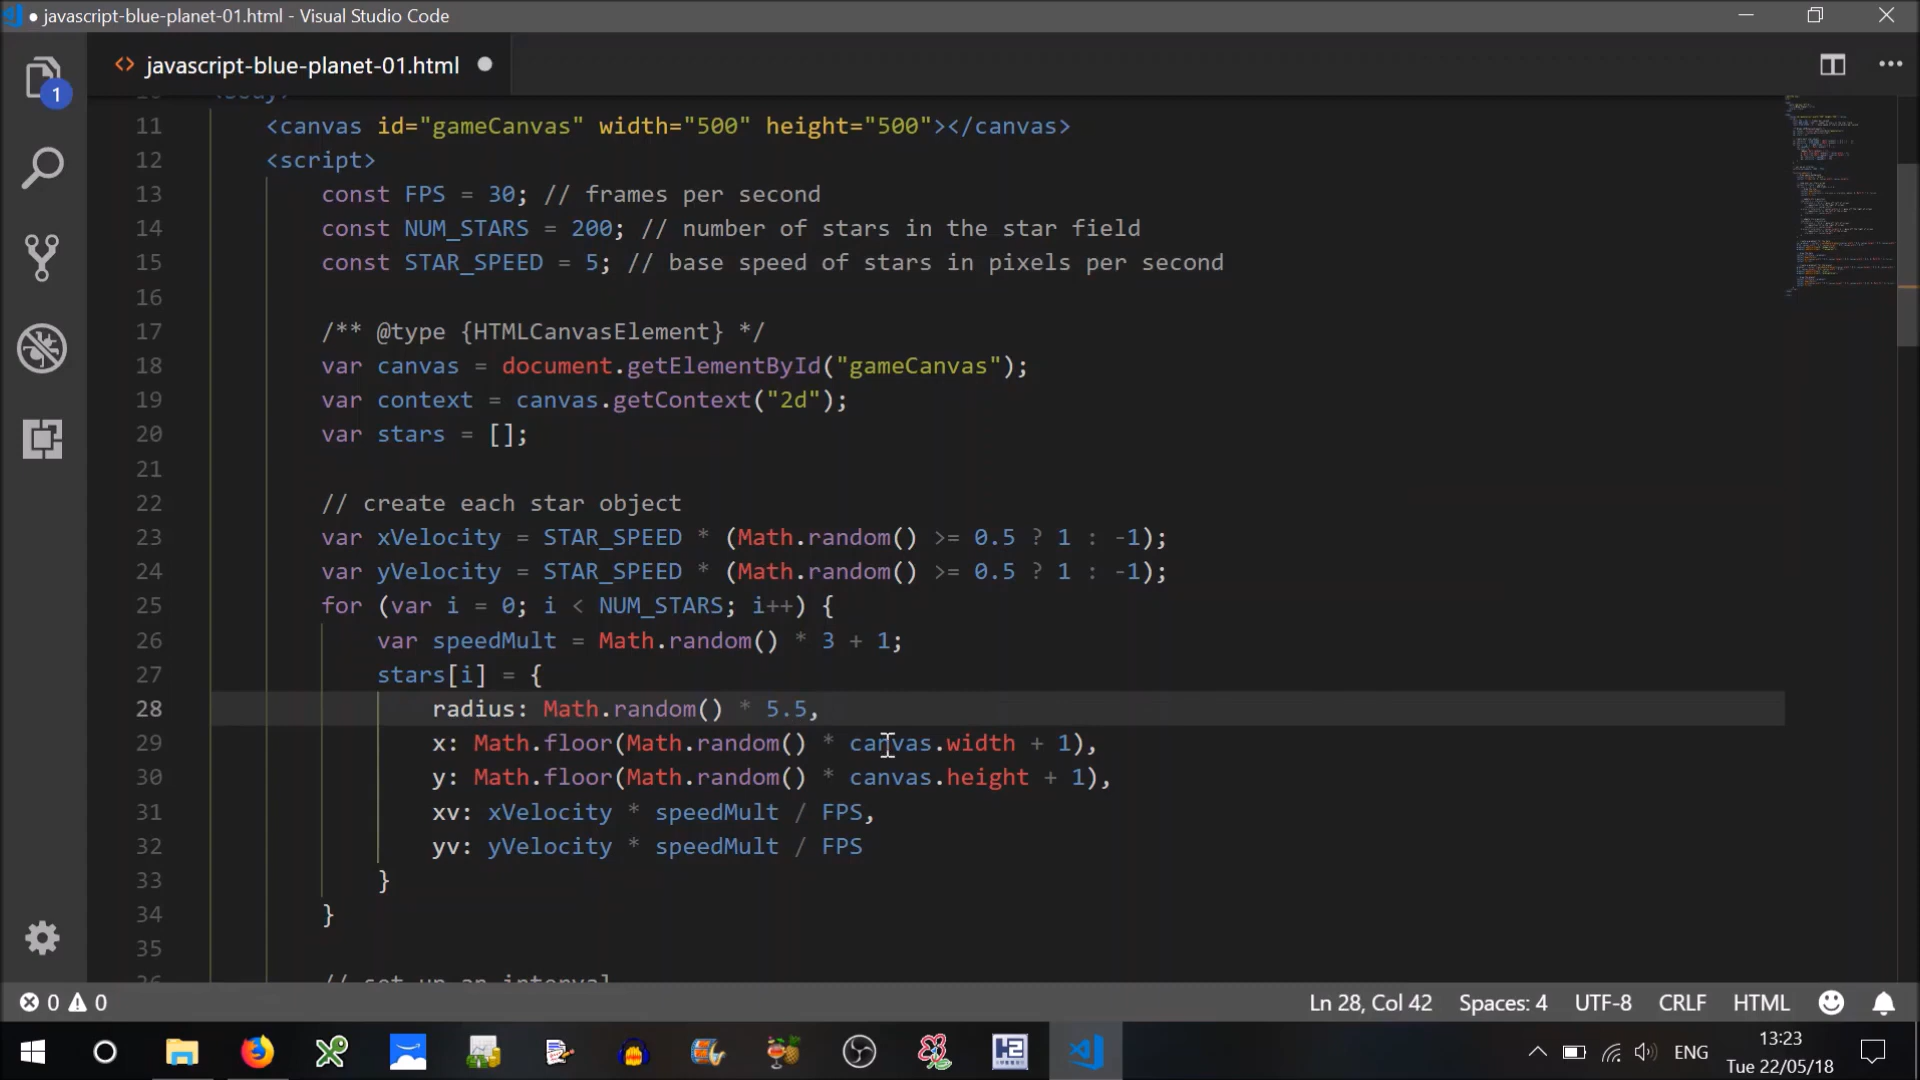 javascript-blue-planet-01.html - Visual Studio Code
<> javascript-blue-planet-01.html
1
<body>
11 <canvas id="gameCanvas" width="500" height="500"></canvas>
12 <script>
13 const FPS = 30; // frames per second
14 const NUM_STARS = 200; // number of stars in the star field
15 const STAR_SPEED = 5; // base speed of stars in pixels per second
16
17 /** @type {HTMLCanvasElement} */
18 var canvas = document.getElementById("gameCanvas");
19 var context = canvas.getContext("2d");
20 var stars = [];
21
22 // create each star object
23 var xVelocity = STAR_SPEED * (Math.random() >= 0.5 ? 1 : -1);
24 var yVelocity = STAR_SPEED * (Math.random() >= 0.5 ? 1 : -1);
25 for (var i = 0; i < NUM_STARS; i++) {
26 var speedMult = Math.random() * 3 + 1;
27 stars[i] = {
28 radius: Math.random() * 5.5,
29 x: Math.floor(Math.random() * canvas.width + 1),
30 y: Math.floor(Math.random() * canvas.height + 1),
31 xv: xVelocity * speedMult / FPS,
32 yv: yVelocity * speedMult / FPS
33 }
34 }
35
36 // set up an interval
0 0 Ln 28, Col 42 Spaces: 4 UTF-8 CRLF HTML
ENG
13:23
Tue 22/05/18